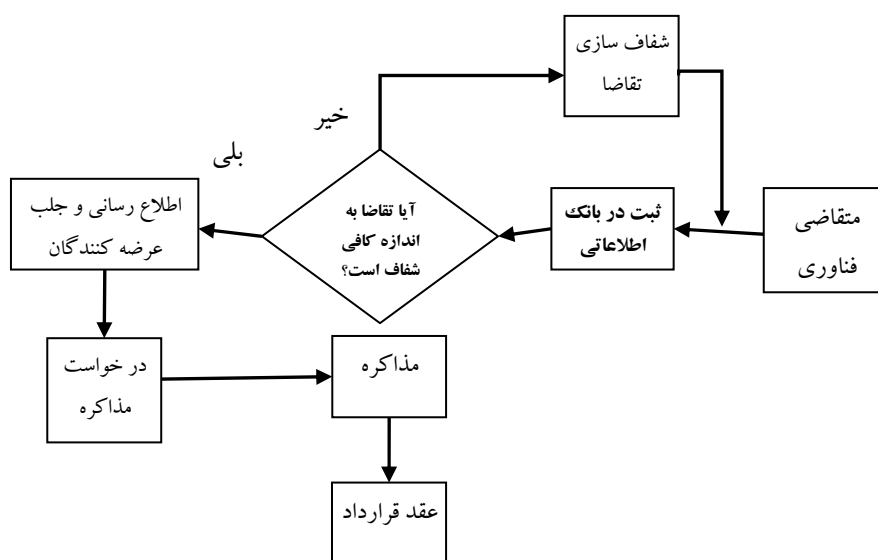 شفاف سازی
تقاضا
خیر
بلی
متقاضی
فناوری
ثبت در بانک
اطلاعاتی
آیا تقاضا به
اندازه کافی
شفاف است؟
اطلاع رسانی و جلب
عرضه کنندگان
در خواست
مذاکره
مذاکره
عقد قرارداد